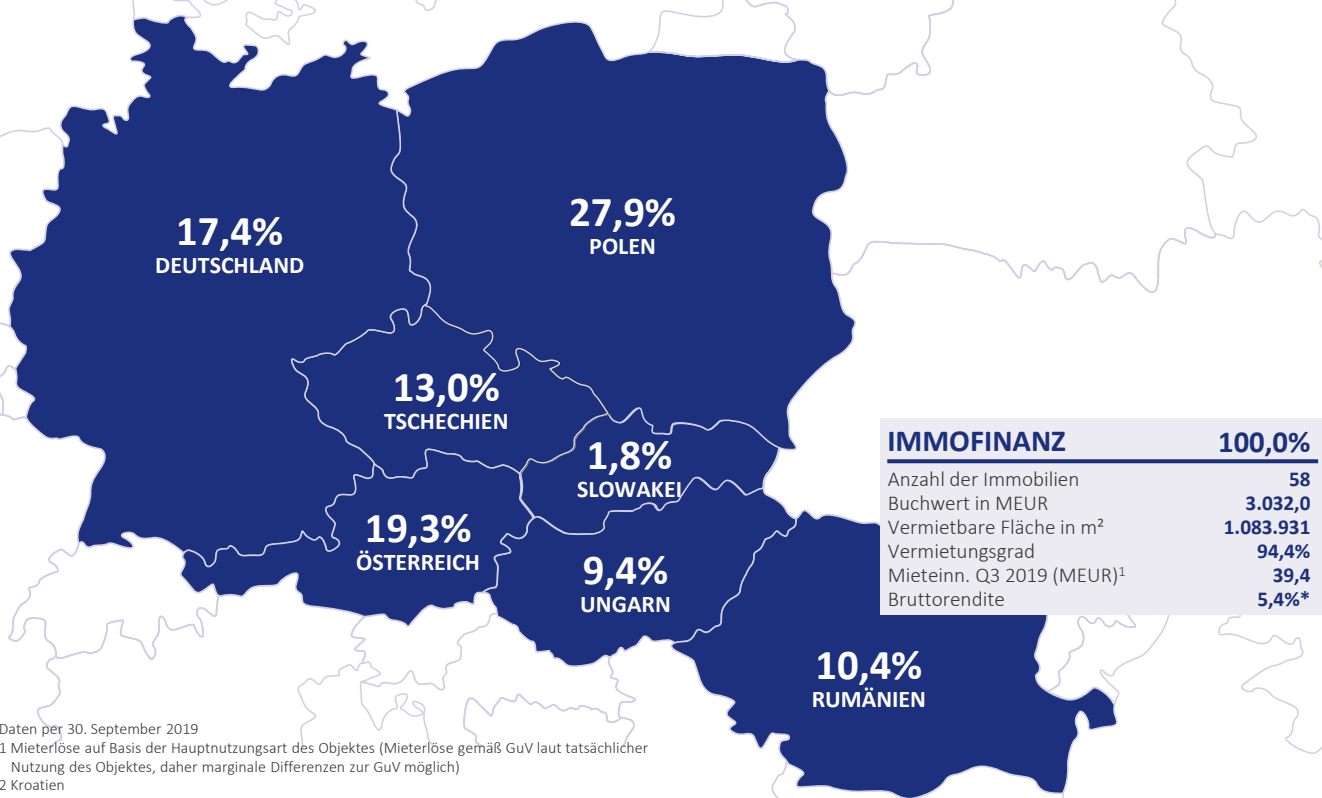 17,4%
DEUTSCHLAND
27,9%
POLEN
13,0%
TSCHECHIEN
1,8%
SLOWAKEI
19,3%
ÖSTERREICH
9,4%
UNGARN
10,4%
RUMÄNIEN
IMMOFINANZ 100,0%
Anzahl der Immobilien 58
Buchwert in MEUR 3.032,0
Vermietbare Fläche in m² 1.083.931
Vermietungsgrad 94,4%
Mieteinn. Q3 2019 (MEUR)¹ 39,4
Bruttorendite 5,4%*
Daten per 30. September 2019
1 Mieterlöse auf Basis der Hauptnutzungsart des Objektes (Mieterlöse gemäß GuV laut tatsächlicher
Nutzung des Objektes, daher marginale Differenzen zur GuV möglich)
2 Kroatien